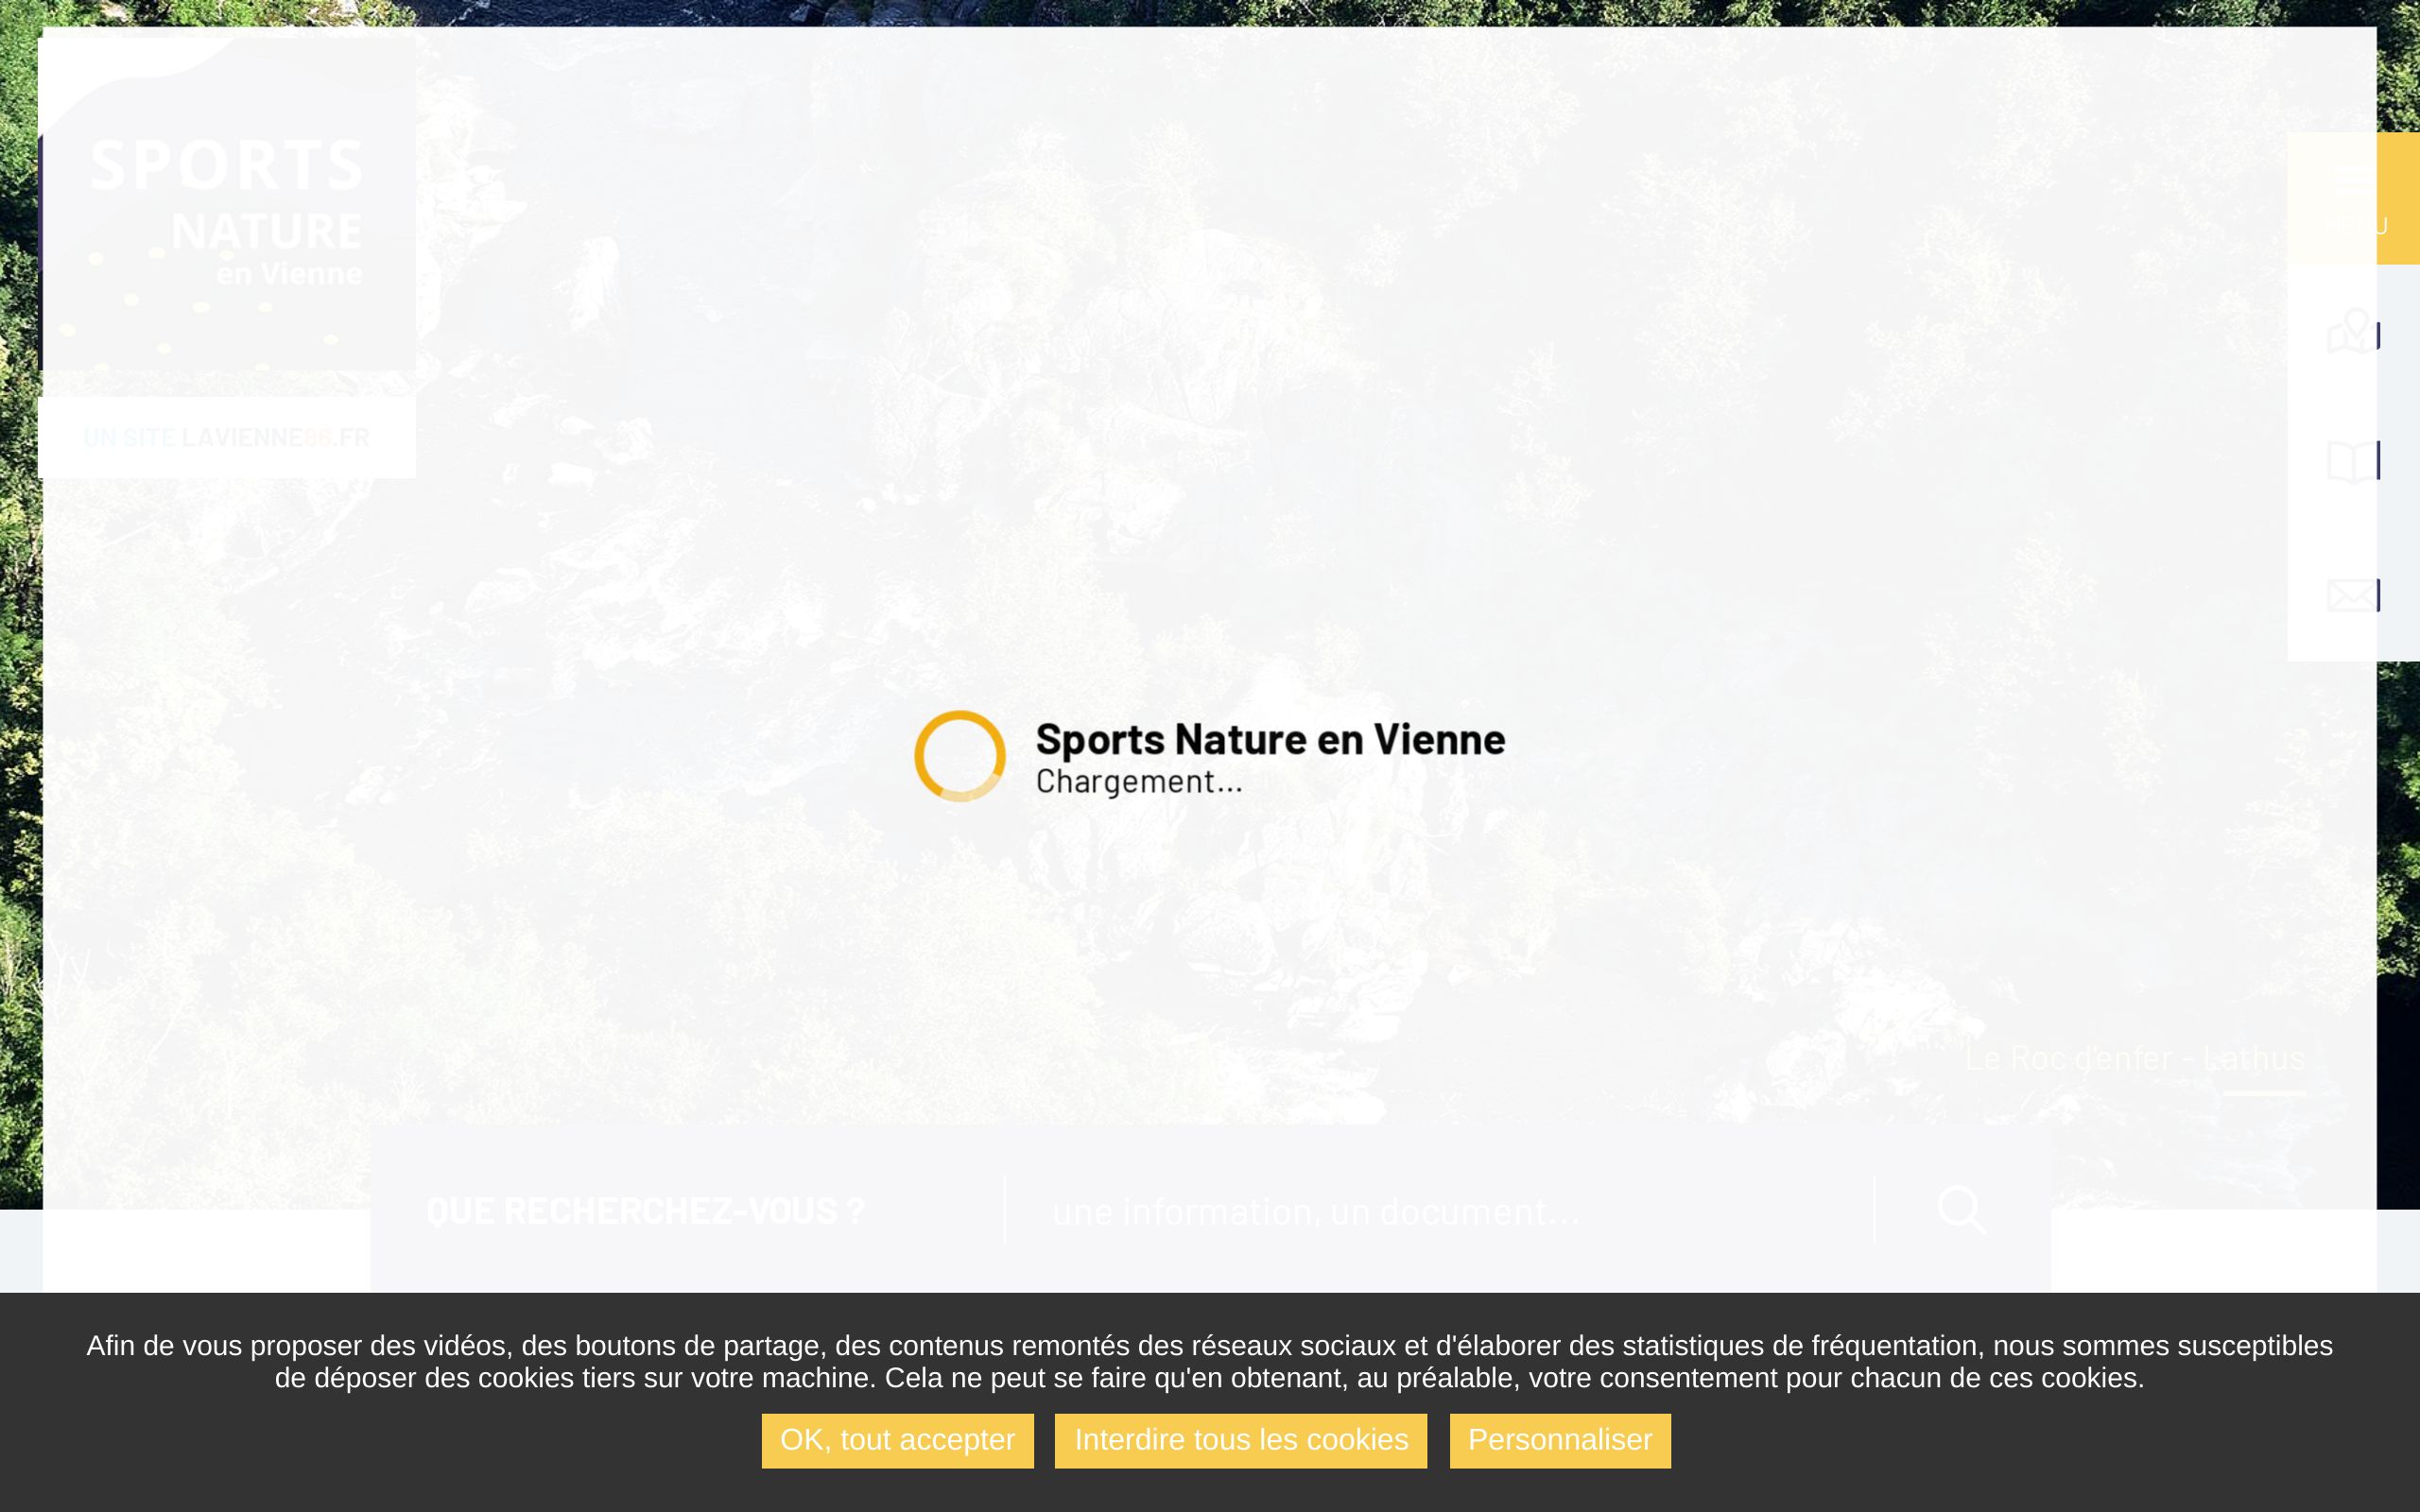 SPORTS
NATURE
en Vienne
UN SITE LAVIENNE86.FR
U
Sports Nature en Vienne
Chargement...
Le Roc d'enfer - Lathus
QUE RECHERCHEZ-VOUS ?
une information, un document...
Afin de vous proposer des vidéos, des boutons de partage, des contenus remontés des réseaux sociaux et d'élaborer des statistiques de fréquentation, nous sommes susceptibles
de déposer des cookies tiers sur votre machine. Cela ne peut se faire qu'en obtenant, au préalable, votre consentement pour chacun de ces cookies.
OK, tout accepter
Interdire tous les cookies
Personnaliser